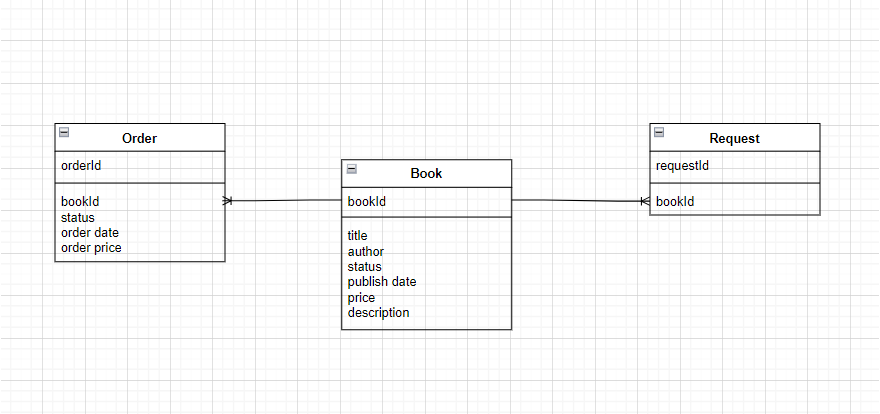 Order
orderId
bookId
status
order date
order price
Book
bookId
title
author
status
publish date
price
description
Request
requestId
bookId